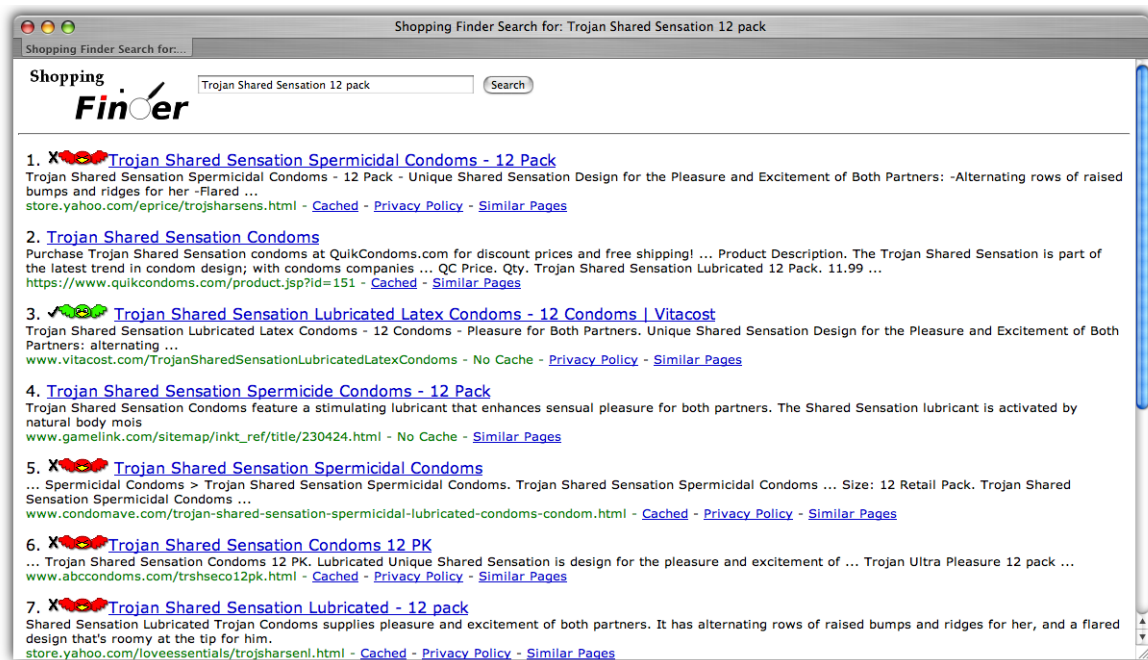 Shopping Finder Search for: Trojan Shared Sensation 12 pack
Shopping Finder Search for:...
Shopping
Finder
Trojan Shared Sensation 12 pack
Search
1. Trojan Shared Sensation Spermicidal Condoms - 12 Pack
Trojan Shared Sensation Spermicidal Condoms - 12 Pack - Unique Shared Sensation Design for the Pleasure and Excitement of Both Partners: -Alternating rows of raised
bumps and ridges for her -Flared ...
store.yahoo.com/eprice/trojsharsens.html - Cached - Privacy Policy - Similar Pages
2. Trojan Shared Sensation Condoms
Purchase Trojan Shared Sensation condoms at QuikCondoms.com for discount prices and free shipping! ... Product Description. The Trojan Shared Sensation is part of
the latest trend in condom design; with condoms companies ... QC Price. Qty. Trojan Shared Sensation Lubricated 12 Pack. 11.99 ...
https://www.quikcondoms.com/product.jsp?id=151 - Cached - Similar Pages
3. Trojan Shared Sensation Lubricated Latex Condoms - 12 Condoms | Vitacost
Trojan Shared Sensation Lubricated Latex Condoms - 12 Condoms - Pleasure for Both Partners. Unique Shared Sensation Design for the Pleasure and Excitement of Both
Partners: alternating ...
www.vitacost.com/TrojanSharedSensationLubricatedLatexCondoms - No Cache - Privacy Policy - Similar Pages
4. Trojan Shared Sensation Spermicide Condoms - 12 Pack
Trojan Shared Sensation Condoms feature a stimulating lubricant that enhances sensual pleasure for both partners. The Shared Sensation lubricant is activated by
natural body mois
www.gamelink.com/sitemap/inkt_ref/title/230424.html - No Cache - Similar Pages
5. Trojan Shared Sensation Spermicidal Condoms
... Spermicidal Condoms > Trojan Shared Sensation Spermicidal Condoms. Trojan Shared Sensation Spermicidal Condoms ... Size: 12 Retail Pack. Trojan Shared
Sensation Spermicidal Condoms ...
www.condomave.com/trojan-shared-sensation-spermicidal-lubricated-condoms-condom.html - Cached - Privacy Policy - Similar Pages
6. Trojan Shared Sensation Condoms 12 PK
... Trojan Shared Sensation Condoms 12 PK. Lubricated Unique Shared Sensation is design for the pleasure and excitement of ... Trojan Ultra Pleasure 12 pack ...
www.abccondoms.com/trshseco12pk.html - Cached - Privacy Policy - Similar Pages
7. Trojan Shared Sensation Lubricated - 12 pack
Shared Sensation Lubricated Trojan Condoms supplies pleasure and excitement of both partners. It has alternating rows of raised bumps and ridges for her, and a flared
design that's roomy at the tip for him.
store.yahoo.com/loveessentials/trojsharsenl.html - Cached - Privacy Policy - Similar Pages